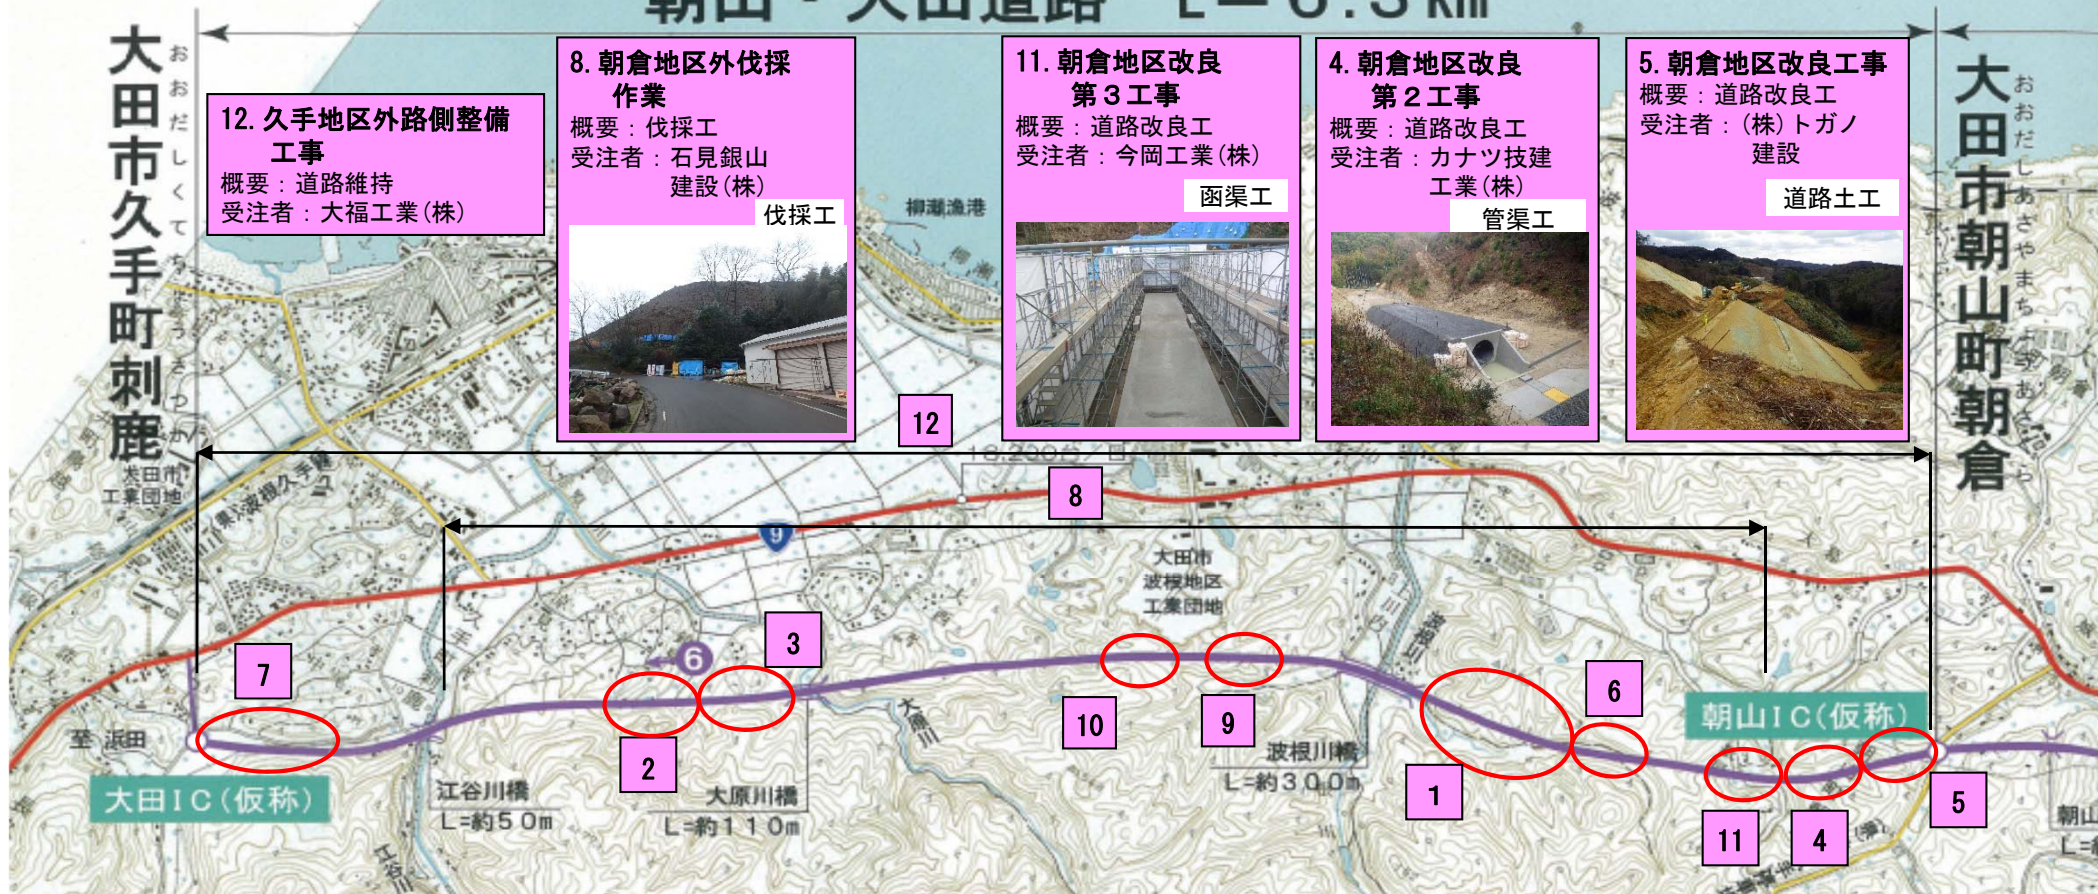 朝山・大田道路 L=6.3km
大田市久手町刺鹿
おおだしくてちょうさつか
大田市朝山町朝倉
おおだしあさやまちょうあさくら
12. 久手地区外路側整備
工事
概要：道路維持
受注者：大福工業(株)
8. 朝倉地区外伐採
作業
概要：伐採工
受注者：石見銀山
建設(株)
伐採工
11. 朝倉地区改良
第３工事
概要：道路改良工
受注者：今岡工業(株)
函渠工
4. 朝倉地区改良
第２工事
概要：道路改良工
受注者：カナツ技建
工業(株)
管渠工
5. 朝倉地区改良工事
概要：道路改良工
受注者：(株)トガノ
建設
道路土工
柳瀬漁港
12
8
大田市
工業団地
波根久手
9
大田市
波根地区
工業団地
波根川
7
6
3
2
10
9
6
1
11
4
5
至 浜田
大田IC(仮称)
朝山IC(仮称)
江谷川橋
L=約５０m
大原川橋
L=約１１０m
大原川
波根川橋
L=約３００m
江谷川
朝山